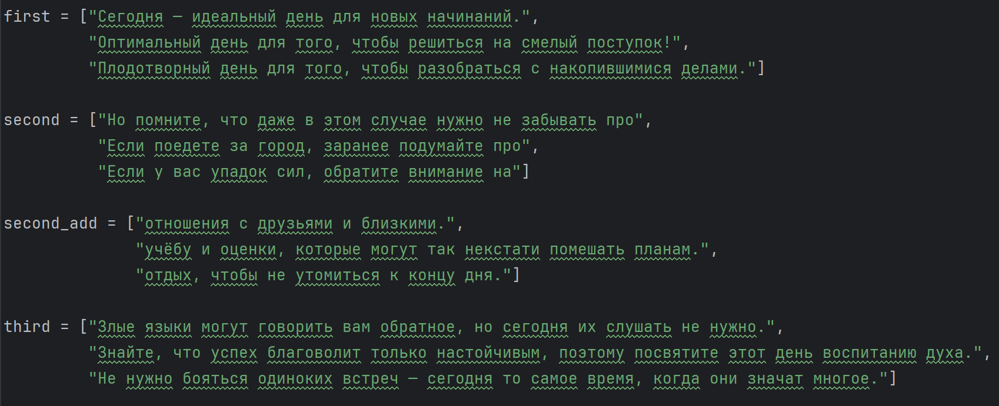 first = ["Сегодня — идеальный день для новых начинаний.",
"Оптимальный день для того, чтобы решиться на смелый поступок!",
"Плодотворный день для того, чтобы разобраться с накопившимися делами."]
second = ["Но помните, что даже в этом случае нужно не забывать про",
"Если поедете за город, заранее подумайте про",
"Если у вас упадок сил, обратите внимание на"]
second_add = ["отношения с друзьями и близкими.",
"учёбу и оценки, которые могут так некстати помешать планам.",
"отдых, чтобы не утомиться к концу дня."]
third = ["Злые языки могут говорить вам обратное, но сегодня их слушать не нужно.",
"Знайте, что успех благоволит только настойчивым, поэтому посвятите этот день воспитанию духа.",
"Не нужно бояться одиноких встреч — сегодня то самое время, когда они значат многое."]